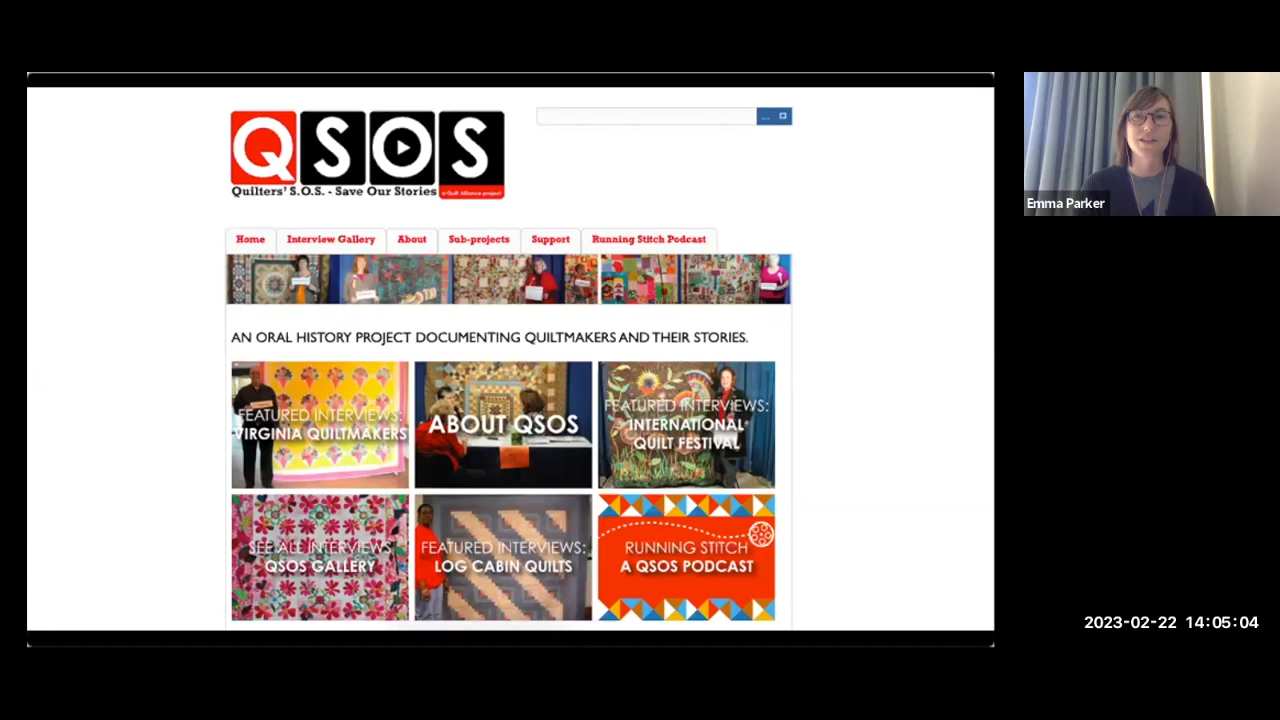 QSOS
Quilters' S.O.S. - Save Our Stories
a Quilt Alliance project
...
Home
Interview Gallery
About
Sub-projects
Support
Running Stitch Podcast
AN ORAL HISTORY PROJECT DOCUMENTING QUILTMAKERS AND THEIR STORIES.
FEATURED INTERVIEWS:
VIRGINIA QUILTMAKERS
ABOUT QSOS
FEATURED INTERVIEWS:
INTERNATIONAL
QUILT FESTIVAL
SEE ALL INTERVIEWS
QSOS GALLERY
FEATURED INTERVIEWS:
LOG CABIN QUILTS
RUNNING STITCH
A QSOS PODCAST
Emma Parker
2023-02-22 14:05:04